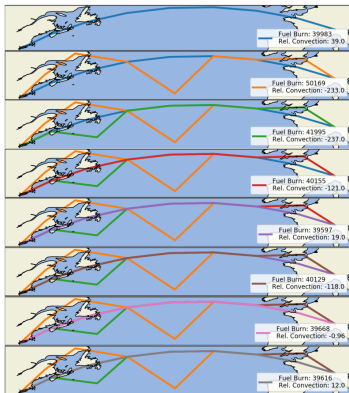 Fuel Burn: 39983
Rel. Convection: 39.0
Fuel Burn: 50169
Rel. Convection: -233.0
Fuel Burn: 41995
Rel. Convection: -237.0
Fuel Burn: 40155
Rel. Convection: -121.0
Fuel Burn: 39597
Rel. Convection: 19.0
Fuel Burn: 40129
Rel. Convection: -118.0
Fuel Burn: 39668
Rel. Convection: -0.96
Fuel Burn: 39616
Rel. Convection: 12.0